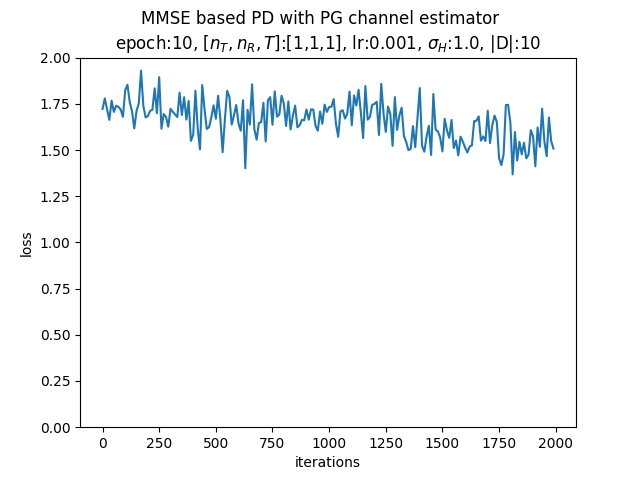 MMSE based PD with PG channel estimator
epoch:10, [n_T, n_R, T]:[1,1,1], lr:0.001, σ_H:1.0, |D|:10
2.00
1.75
1.50
1.25
1.00
0.75
0.50
0.25
0.00
loss
0 250 500 750 1000 1250 1500 1750 2000
iterations